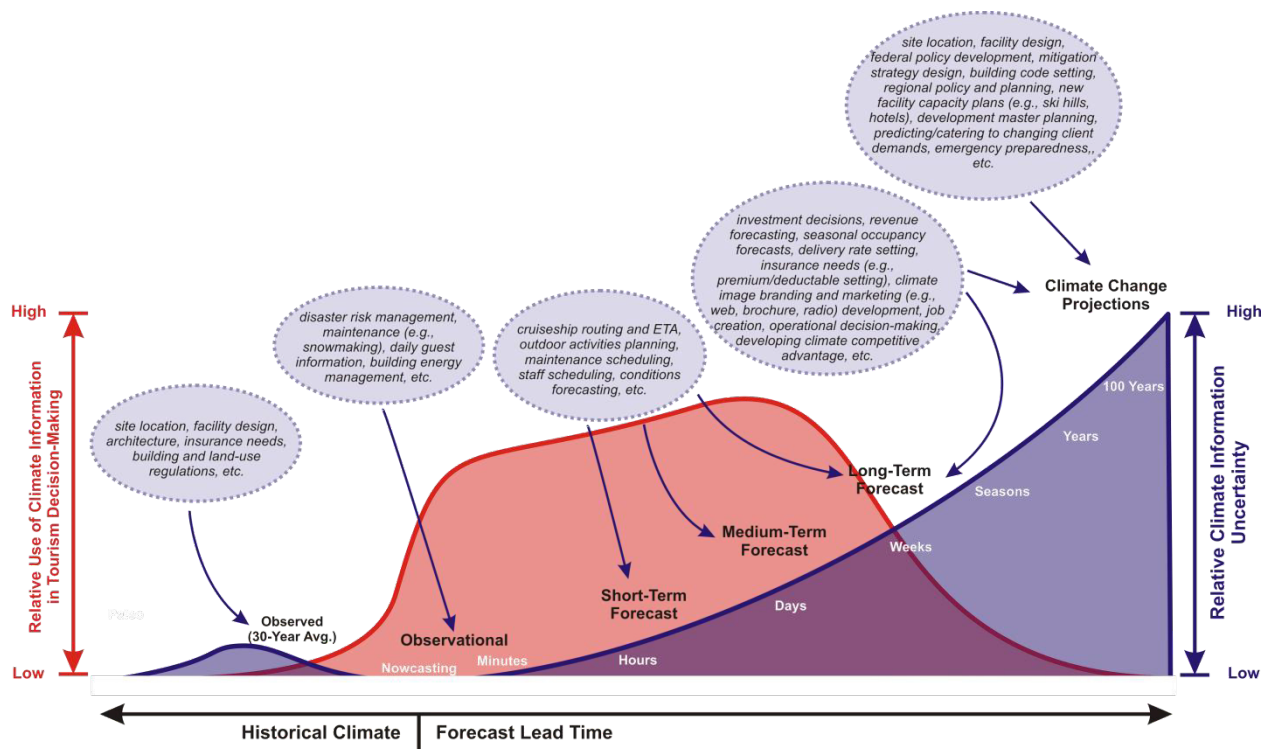 site location, facility design,
federal policy development, mitigation
strategy design, building code setting,
regional policy and planning, new
facility capacity plans (e.g., ski hills,
hotels), development master planning,
predicting/catering to changing client
demands, emergency preparedness,,
etc.
investment decisions, revenue
forecasting, seasonal occupancy
forecasts, delivery rate setting,
insurance needs (e.g.,
premium/deductable setting), climate
image branding and marketing (e.g.,
web, brochure, radio) development, job
creation, operational decision-making,
developing climate competitive
advantage, etc.
Climate Change
Projections
disaster risk management,
maintenance (e.g.,
snowmaking), daily guest
information, building energy
management, etc.
cruiseship routing and ETA,
outdoor activities planning,
maintenance scheduling,
staff scheduling, conditions
forecasting, etc.
site location, facility design,
architecture, insurance needs,
building and land-use
regulations, etc.
High
Relative Use of Climate Information
in Tourism Decision-Making
Low
High
Relative Climate Information
Uncertainty
Low
100 Years
Years
Seasons
Weeks
Days
Hours
Minutes
Nowcasting
Long-Term
Forecast
Medium-Term
Forecast
Short-Term
Forecast
Observational
Observed
(30-Year Avg.)
Paleo
Historical Climate
Forecast Lead Time